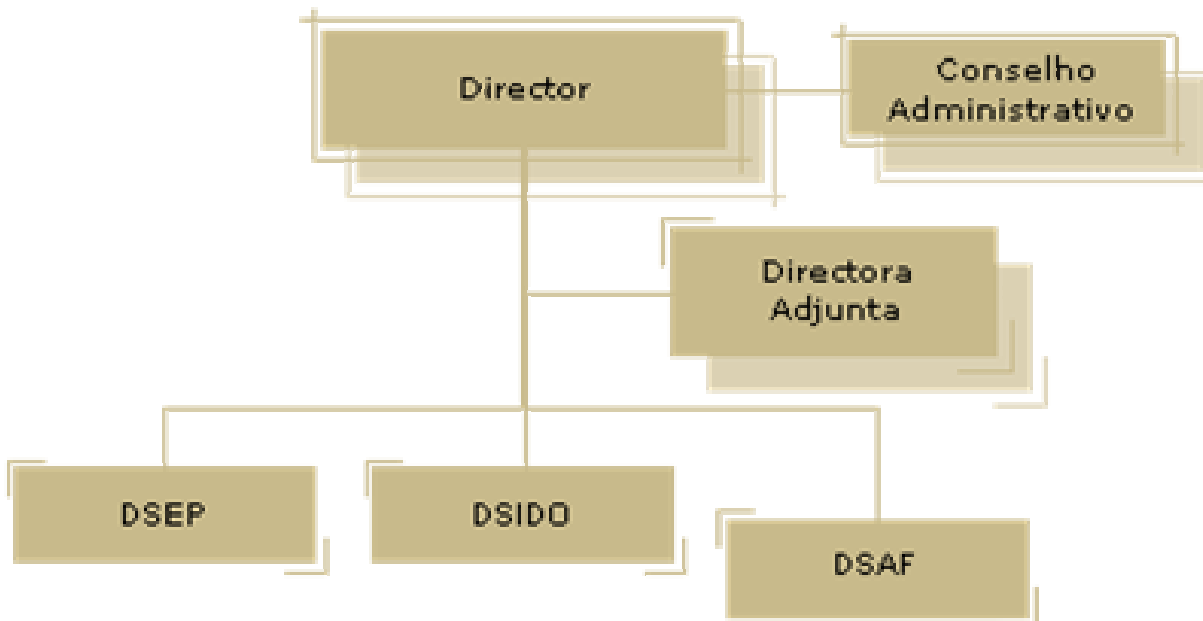 Director
Conselho
Administrativo
Directora
Adjunta
DSEP
DSIDO
DSAF